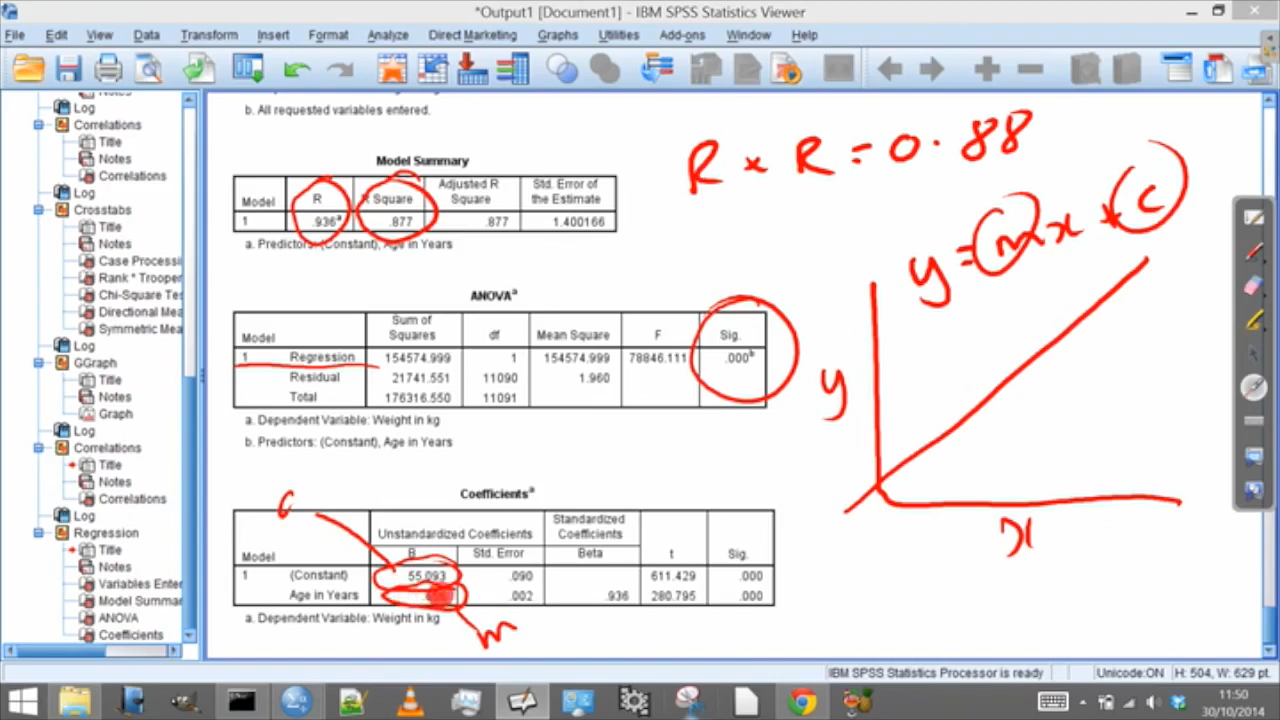 *Output1 [Document1] - IBM SPSS Statistics Viewer
File Edit View Data Transform Insert Format Analyze Direct Marketing Graphs Utilities Add-ons Window Help
Notes
Log
Correlations
Title
Notes
Correlations
Log
Crosstabs
Title
Notes
Case Processi
Rank * Trooper
Chi-Square Te
Directional Me
Symmetric Mea
Log
GGraph
Title
Notes
Graph
Log
Correlations
Title
Notes
Correlations
Log
Regression
Title
Notes
Variables Enter
Model Summa
ANOVA
Coefficients
b. All requested variables entered.
Model Summary
Model R R Square Adjusted R Square Std. Error of the Estimate
1 .936a .877 .877 1.400166
a. Predictors: (Constant), Age in Years
ANOVAa
Model Sum of Squares df Mean Square F Sig.
1 Regression 154574.999 1 154574.999 78846.111 .000b
Residual 21741.551 11090 1.960
Total 176316.550 11091
a. Dependent Variable: Weight in kg
b. Predictors: (Constant), Age in Years
Coefficientsa
Model Unstandardized Coefficients Standardized Coefficients t Sig.
B Std. Error Beta
1 (Constant) 55.093 .090 611.429 .000
Age in Years .002 .936 280.795 .000
a. Dependent Variable: Weight in kg
R * R = 0.88
y = mx + c
y
x
c
m
IBM SPSS Statistics Processor is ready Unicode:ON H: 504, W: 629 pt.
11:50
30/10/2014